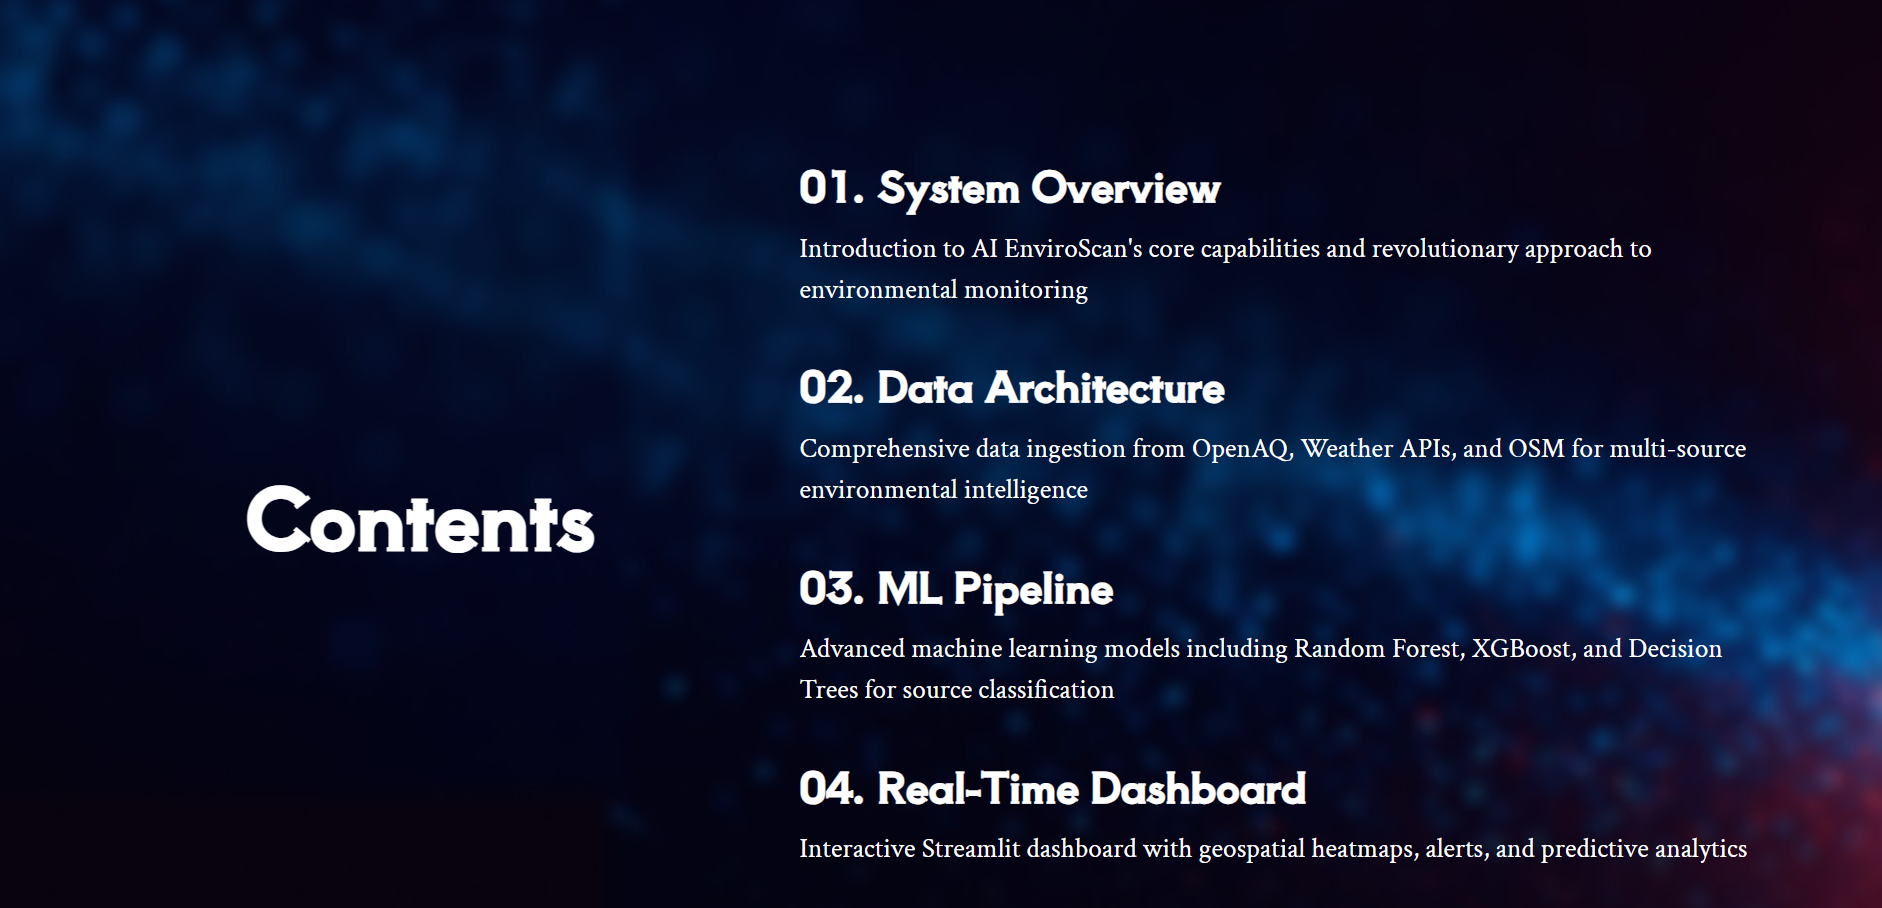 Contents
01. System Overview
Introduction to AI EnviroScan's core capabilities and revolutionary approach to
environmental monitoring
02. Data Architecture
Comprehensive data ingestion from OpenAQ, Weather APIs, and OSM for multi-source
environmental intelligence
03. ML Pipeline
Advanced machine learning models including Random Forest, XGBoost, and Decision
Trees for source classification
04. Real-Time Dashboard
Interactive Streamlit dashboard with geospatial heatmaps, alerts, and predictive analytics